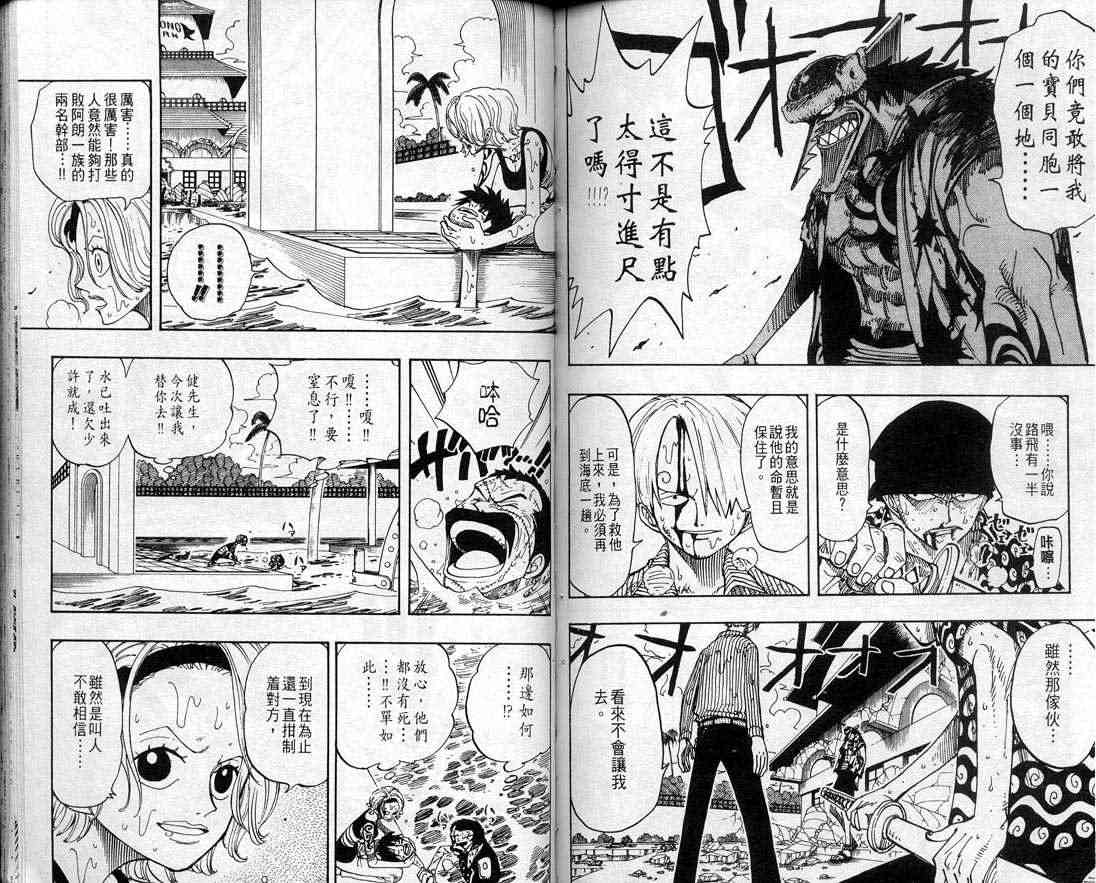 你們竟敢將我
的寶貝同胞一
個一個地……
這不是有點
太得寸進尺
了嗎!!!?
喂……你說
路飛有一半
沒事…
是什麼意思?
咔嚓…
我的意思就是
說他的命暫且
保住了。
可是,為了救他
上來,我必須再
到海底一趟。
……
雖然那傢伙…
看來不會讓我
去。
厲害……真的
很厲害!那些
人竟然能夠打
敗阿朗一族的
兩名幹部…!!
………!!
咕哈
……嗄!!
嗄!!……
不行,要
窒息了!!
健先生,
今次讓我
替你去!!
水已吐出來
了,還欠少
許就成!
那邊如何
……!?
放心,他們
都沒有死…
…!!不單如
此……
到現在為止
還一直拑制
着對方,
雖然是叫人
不敢相信……